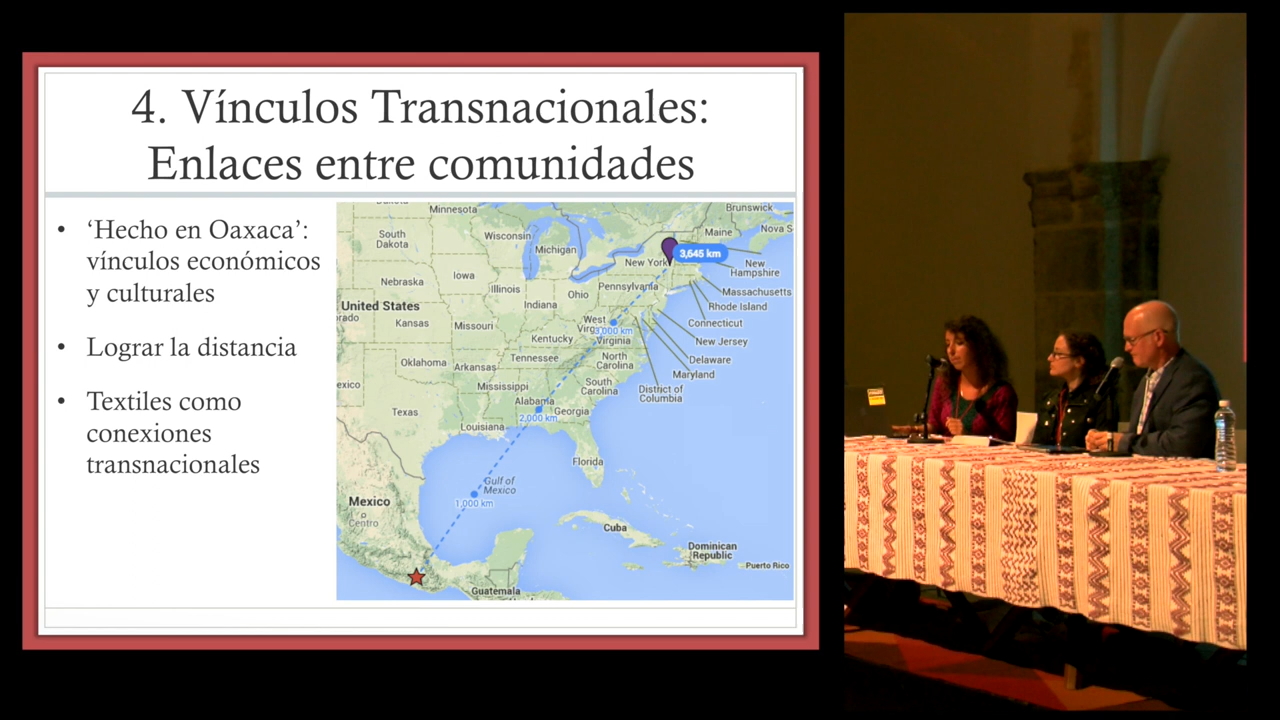 4. Vínculos Transnacionales:
Enlaces entre comunidades
• ‘Hecho en Oaxaca’:
vínculos económicos
y culturales
• Lograr la distancia
• Textiles como
conexiones
transnacionales
Minnesota
Brunswick
South
Dakota
Wisconsin
Michigan
Maine
Nova S
3,645 km
New York
New
Hampshire
Nebraska
Iowa
Illinois
Indiana
Ohio
Pennsylvania
Massachusetts
Rhode Island
United States
Kansas
Missouri
West
Virginia
3,000 km
Virginia
Connecticut
New Jersey
Kentucky
Delaware
Maryland
Oklahoma
Arkansas
Tennessee
North
Carolina
District of
Columbia
exico
Mississippi
South
Carolina
Texas
Alabama
Georgia
2,000 km
Louisiana
Florida
Gulf of
Mexico
1,000 km
Mexico
Centro
Cuba
Dominican
Republic
Puerto Rico
Guatemala